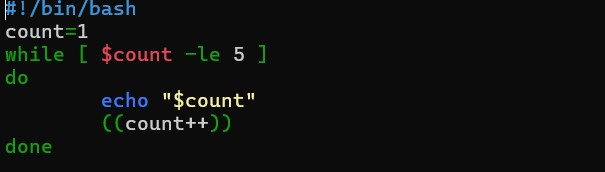 #!/bin/bash
count=1
while [ $count -le 5 ]
do
        echo "$count"
        ((count++))
done